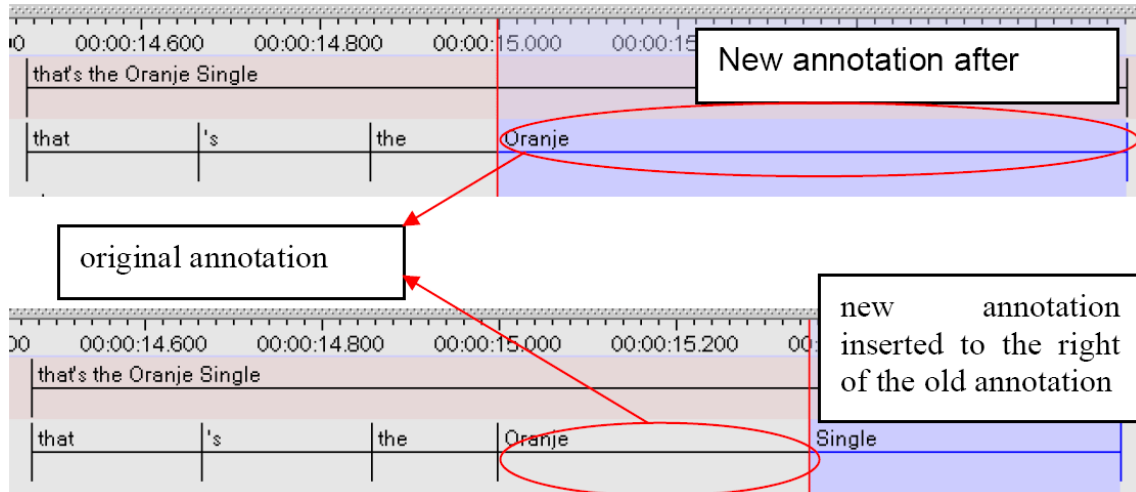 00:00:14.600 00:00:14.800 00:00:15.000 00:00:15
New annotation after
that's the Oranje Single
that 's the Oranje
original annotation
new annotation
inserted to the right
of the old annotation
00:00:14.600 00:00:14.800 00:00:15.000 00:00:15.200
that's the Oranje Single
that 's the Oranje Single